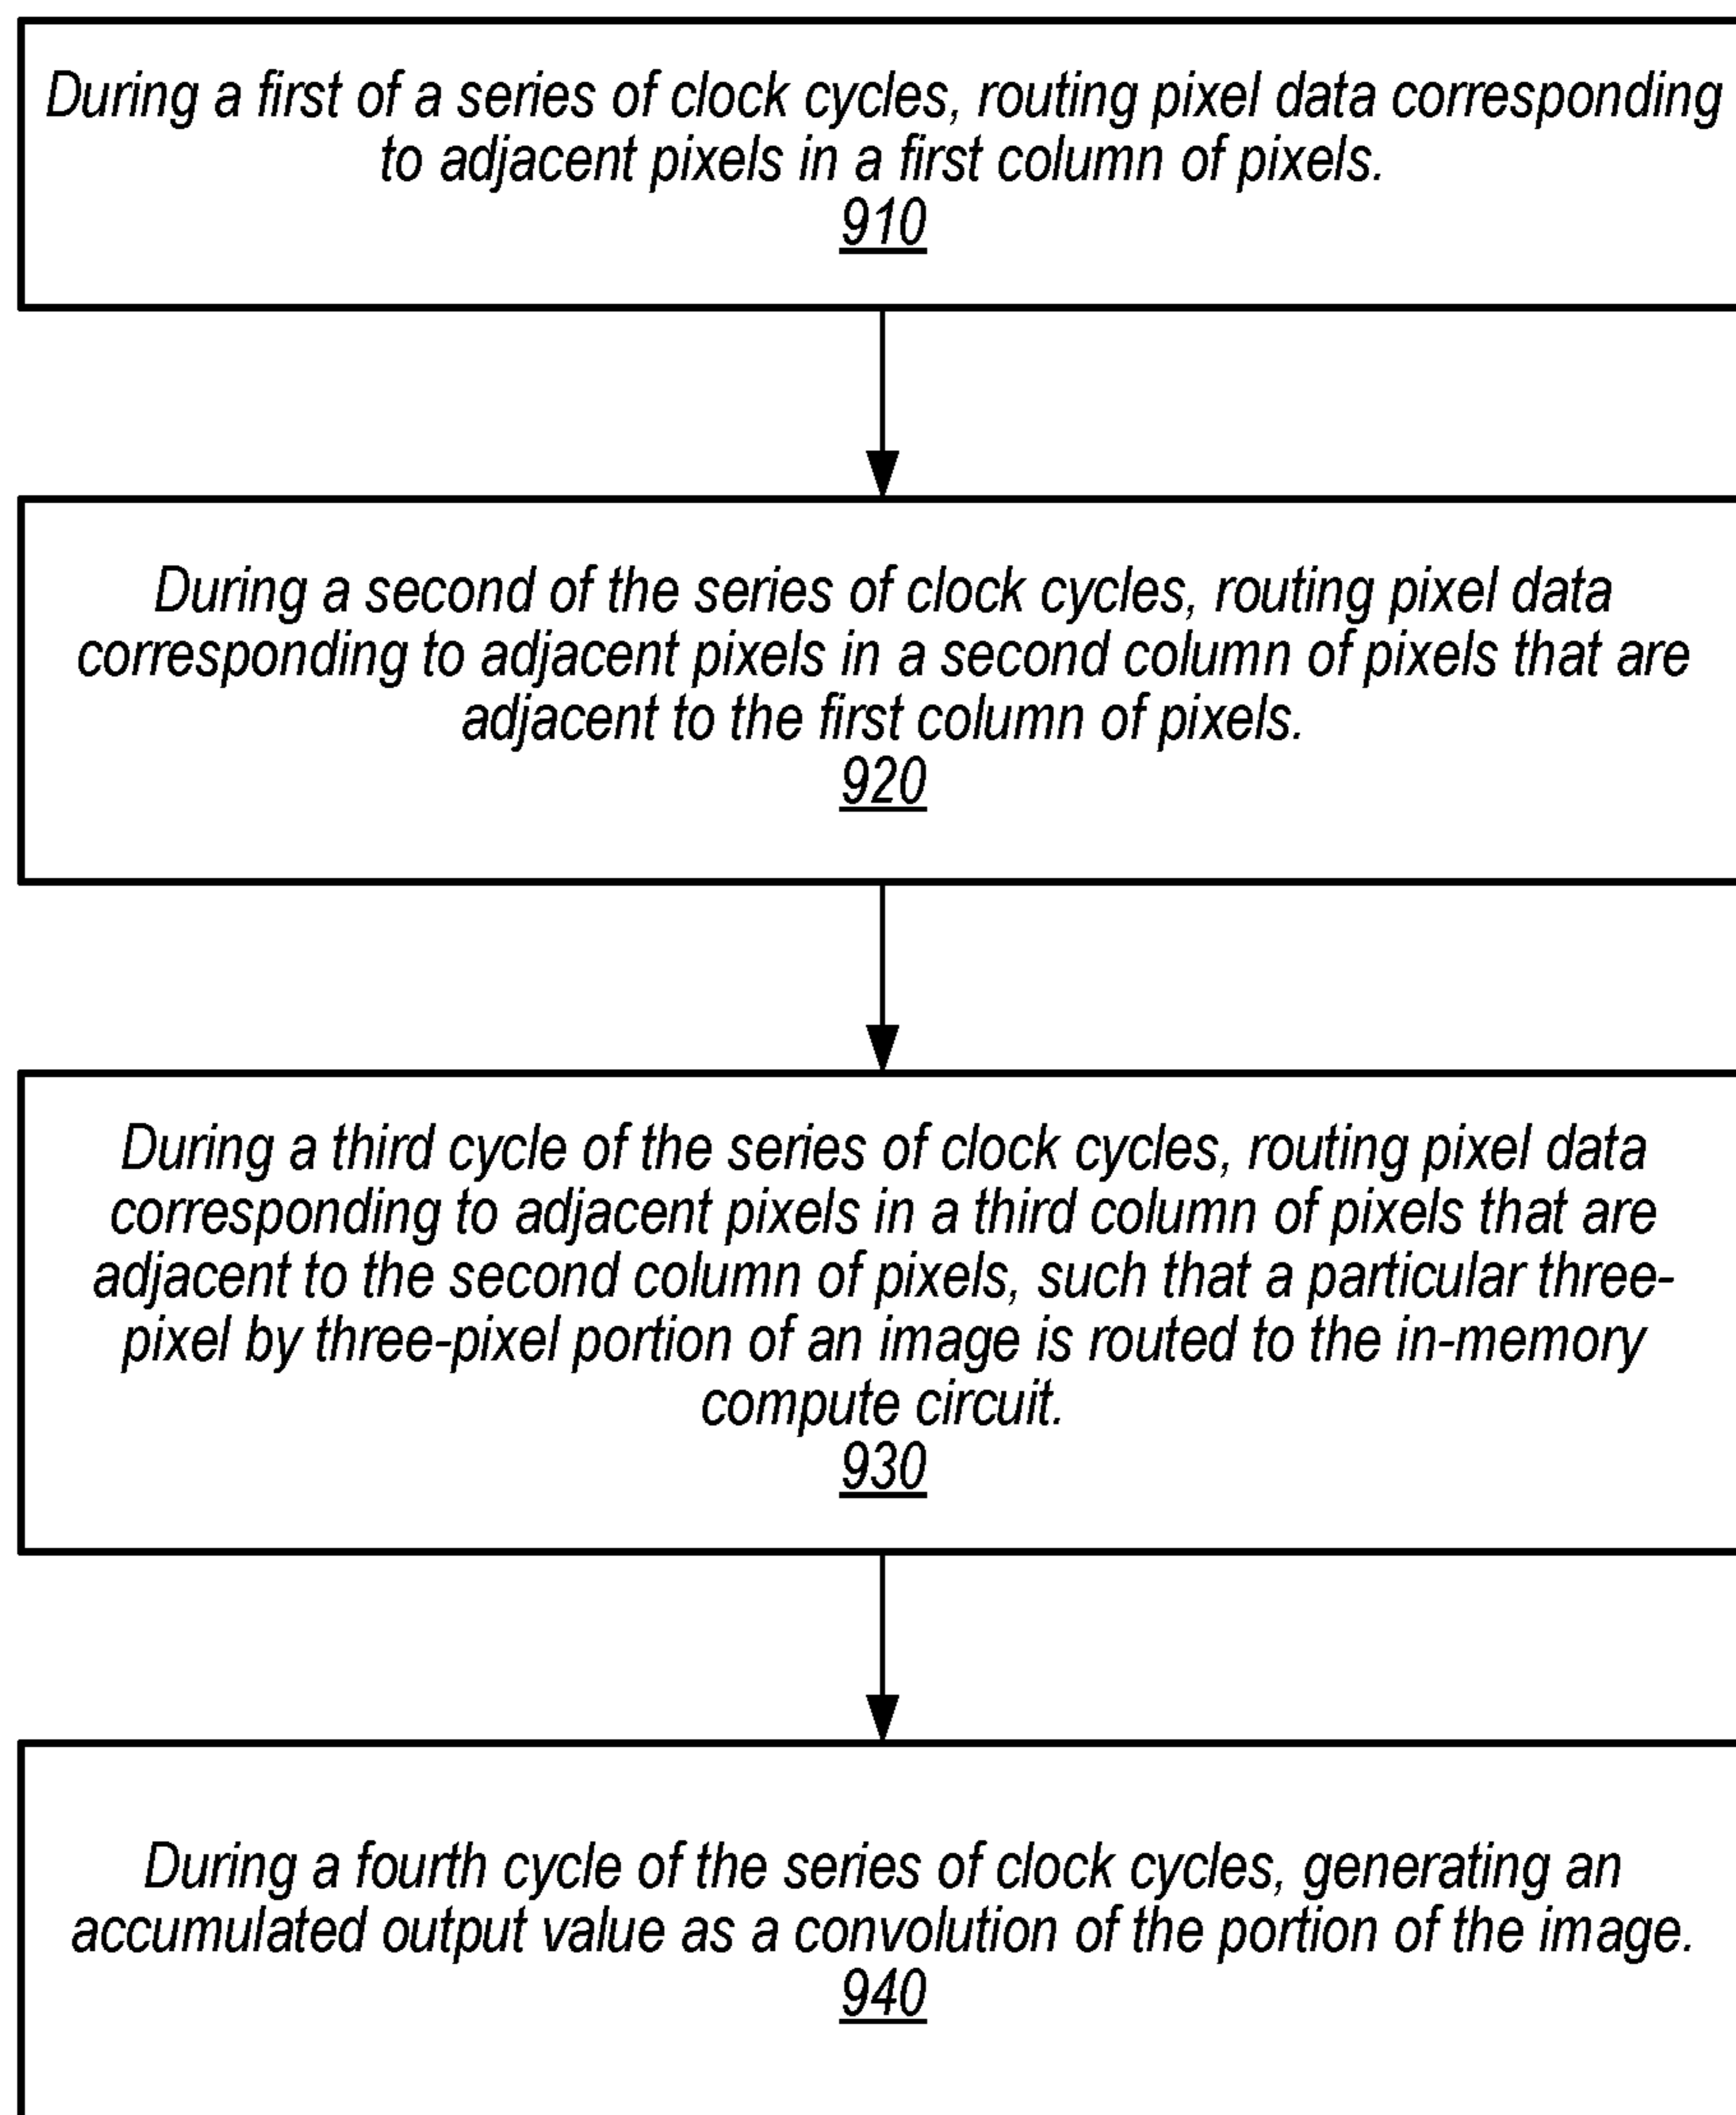 During a first of a series of clock cycles, routing pixel data corresponding
to adjacent pixels in a first column of pixels.
910
During a second of the series of clock cycles, routing pixel data
corresponding to adjacent pixels in a second column of pixels that are
adjacent to the first column of pixels.
920
During a third cycle of the series of clock cycles, routing pixel data
corresponding to adjacent pixels in a third column of pixels that are
adjacent to the second column of pixels, such that a particular three-
pixel by three-pixel portion of an image is routed to the in-memory
compute circuit.
930
During a fourth cycle of the series of clock cycles, generating an
accumulated output value as a convolution of the portion of the image.
940